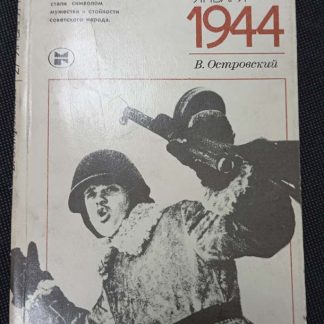 стали символом
мужества и стойкости
советского народа.
1944
В. Островский